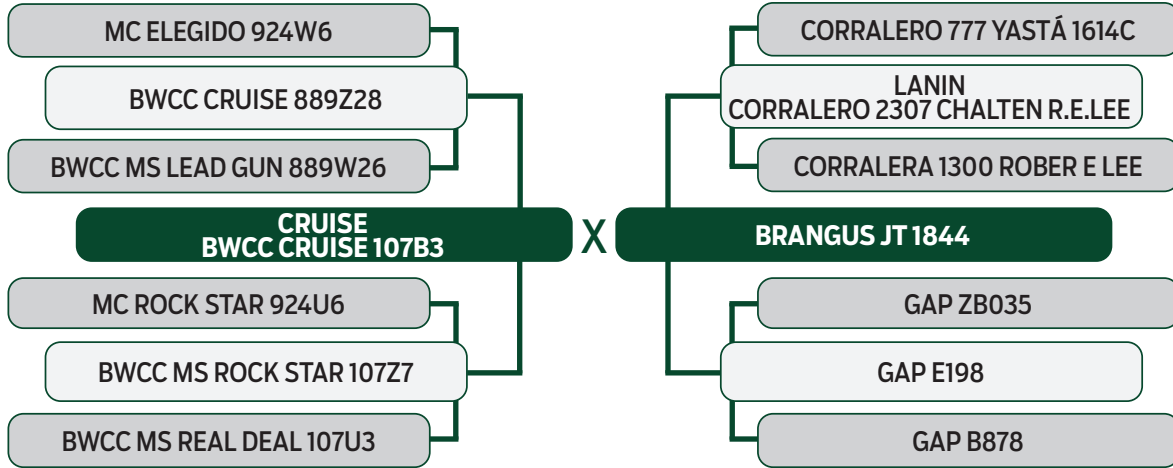 MC ELEGIDO 924W6
BWCC CRUISE 889Z28
BWCC MS LEAD GUN 889W26
CRUISE
BWCC CRUISE 107B3
MC ROCK STAR 924U6
BWCC MS ROCK STAR 107Z7
BWCC MS REAL DEAL 107U3
X
CORRALERO 777 YASTÁ 1614C
LANIN
CORRALERO 2307 CHALTEN R.E.LEE
CORRALERA 1300 ROBER E LEE
BRANGUS JT 1844
GAP ZB035
GAP E198
GAP B878